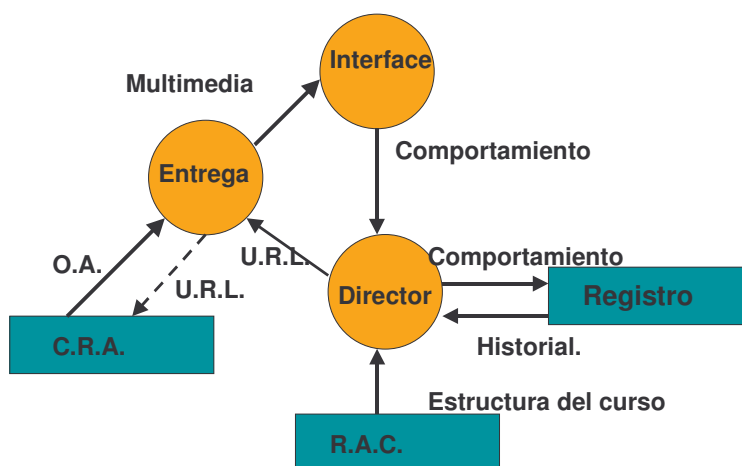 Interface
Multimedia
Comportamiento
Entrega
Comportamiento
U.R.L.
O.A.
U.R.L.
Director
Registro
C.R.A.
Historial.
Estructura del curso
R.A.C.